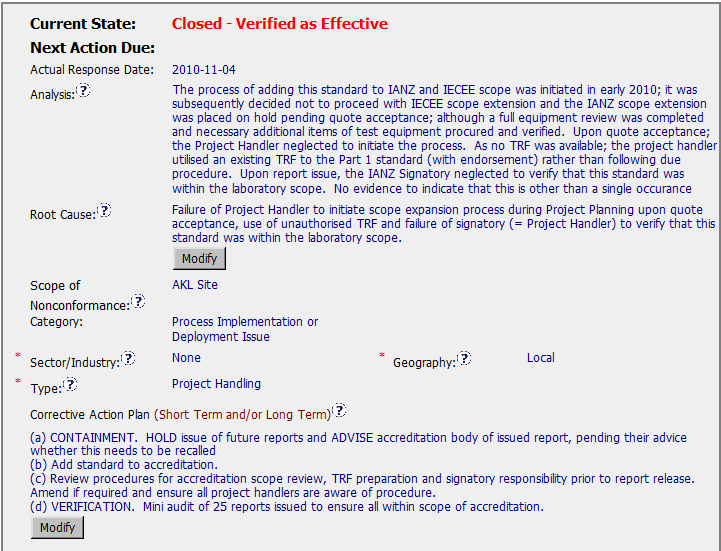 Current State: Closed - Verified as Effective
Next Action Due:
Actual Response Date: 2010-11-04
Analysis:? The process of adding this standard to IANZ and IECEE scope was initiated in early 2010; it was
subsequently decided not to proceed with IECEE scope extension and the IANZ scope extension
was placed on hold pending quote acceptance; although a full equipment review was completed
and necessary additional items of test equipment procured and verified. Upon quote acceptance;
the Project Handler neglected to initiate the process. As no TRF was available; the project handler
utilised an existing TRF to the Part 1 standard (with endorsement) rather than following due
procedure. Upon report issue, the IANZ Signatory neglected to verify that this standard was
within the laboratory scope. No evidence to indicate that this is other than a single occurance
Root Cause:? Failure of Project Handler to initiate scope expansion process during Project Planning upon quote
acceptance, use of unauthorised TRF and failure of signatory (= Project Handler) to verify that this
standard was within the laboratory scope.
Modify
Scope of AKL Site
Nonconformance:?
Category: Process Implementation or
Deployment Issue
* Sector/Industry:? None * Geography:? Local
* Type:? Project Handling
Corrective Action Plan (Short Term and/or Long Term)?
(a) CONTAINMENT. HOLD issue of future reports and ADVISE accreditation body of issued report, pending their advice
whether this needs to be recalled
(b) Add standard to accreditation.
(c) Review procedures for accreditation scope review, TRF preparation and signatory responsibility prior to report release.
Amend if required and ensure all project handlers are aware of procedure.
(d) VERIFICATION. Mini audit of 25 reports issued to ensure all within scope of accreditation.
Modify